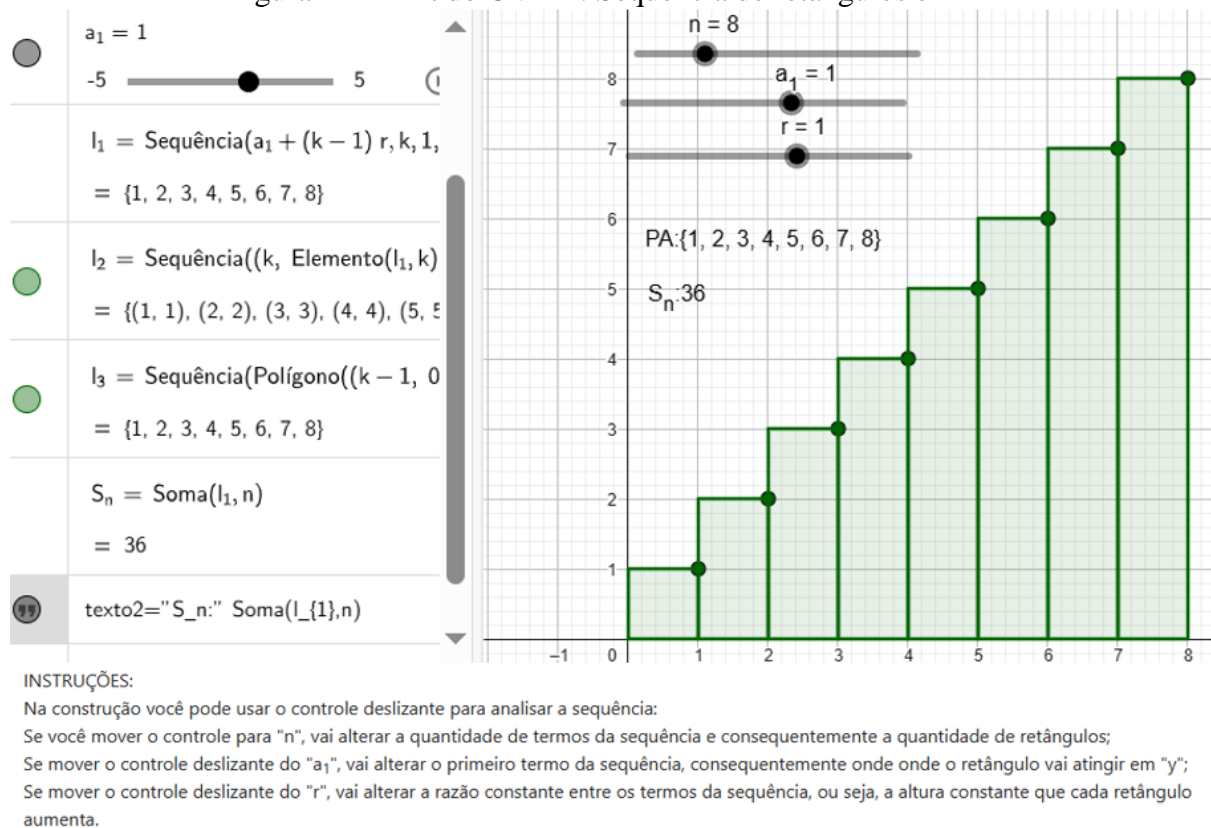 a₁ = 1
-5 5
l₁ = Sequência(a₁ + (k − 1) r, k, 1,
= {1, 2, 3, 4, 5, 6, 7, 8}
l₂ = Sequência((k, Elemento(l₁, k)
= {(1, 1), (2, 2), (3, 3), (4, 4), (5, 5
l₃ = Sequência(Polígono((k − 1, 0
= {1, 2, 3, 4, 5, 6, 7, 8}
Sₙ = Soma(l₁, n)
= 36
texto2="S_n:" Soma(l_{1},n)
n = 8
a₁ = 1
r = 1
PA:{1, 2, 3, 4, 5, 6, 7, 8}
Sₙ:36
8
7
6
5
4
3
2
1
−1 0 1 2 3 4 5 6 7 8
INSTRUÇÕES:
Na construção você pode usar o controle deslizante para analisar a sequência:
Se você mover o controle para "n", vai alterar a quantidade de termos da sequência e consequentemente a quantidade de retângulos;
Se mover o controle deslizante do "a₁", vai alterar o primeiro termo da sequência, consequentemente onde onde o retângulo vai atingir em "y";
Se mover o controle deslizante do "r", vai alterar a razão constante entre os termos da sequência, ou seja, a altura constante que cada retângulo
aumenta.